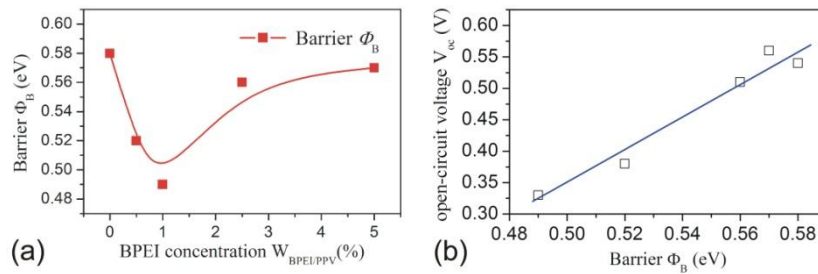 0.60
0.58
0.56
0.54
0.52
0.50
0.48
Barrier Φ_B (eV)
Barrier Φ_B
0 1 2 3 4 5
BPEI concentration W_BPEI/PPV(%)
(a)
0.60
0.55
0.50
0.45
0.40
0.35
0.30
open-circuit voltage V_oc (V)
0.48 0.50 0.52 0.54 0.56 0.58
Barrier Φ_B (eV)
(b)